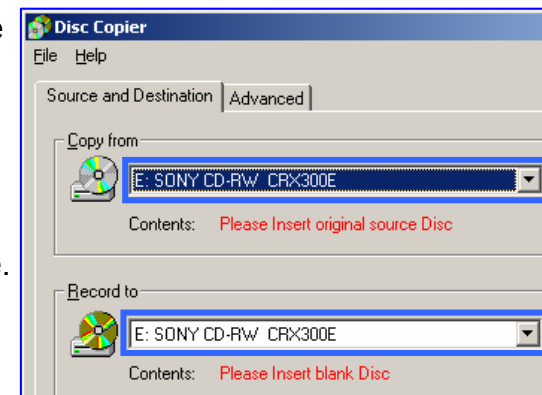 e
Disc Copier
File Help
Source and Destination Advanced
Copy from
E: SONY CD-RW CRX300E
Contents: Please Insert original source Disc
e.
Record to
E: SONY CD-RW CRX300E
Contents: Please Insert blank Disc